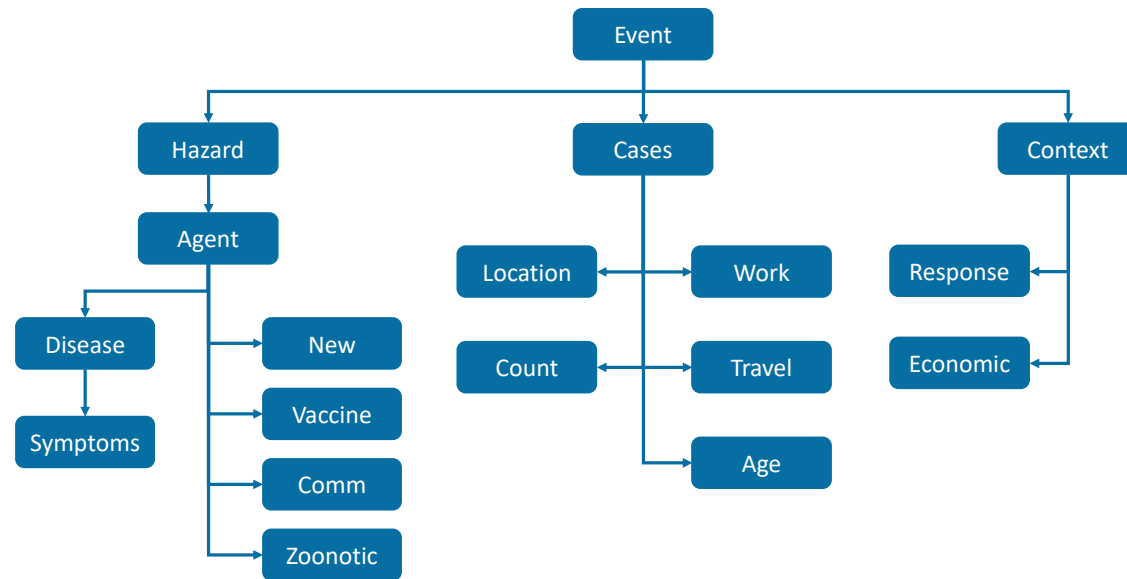 Event
Hazard
Cases
Context
Agent
Location
Work
Response
Disease
New
Count
Travel
Economic
Symptoms
Vaccine
Age
Comm
Zoonotic